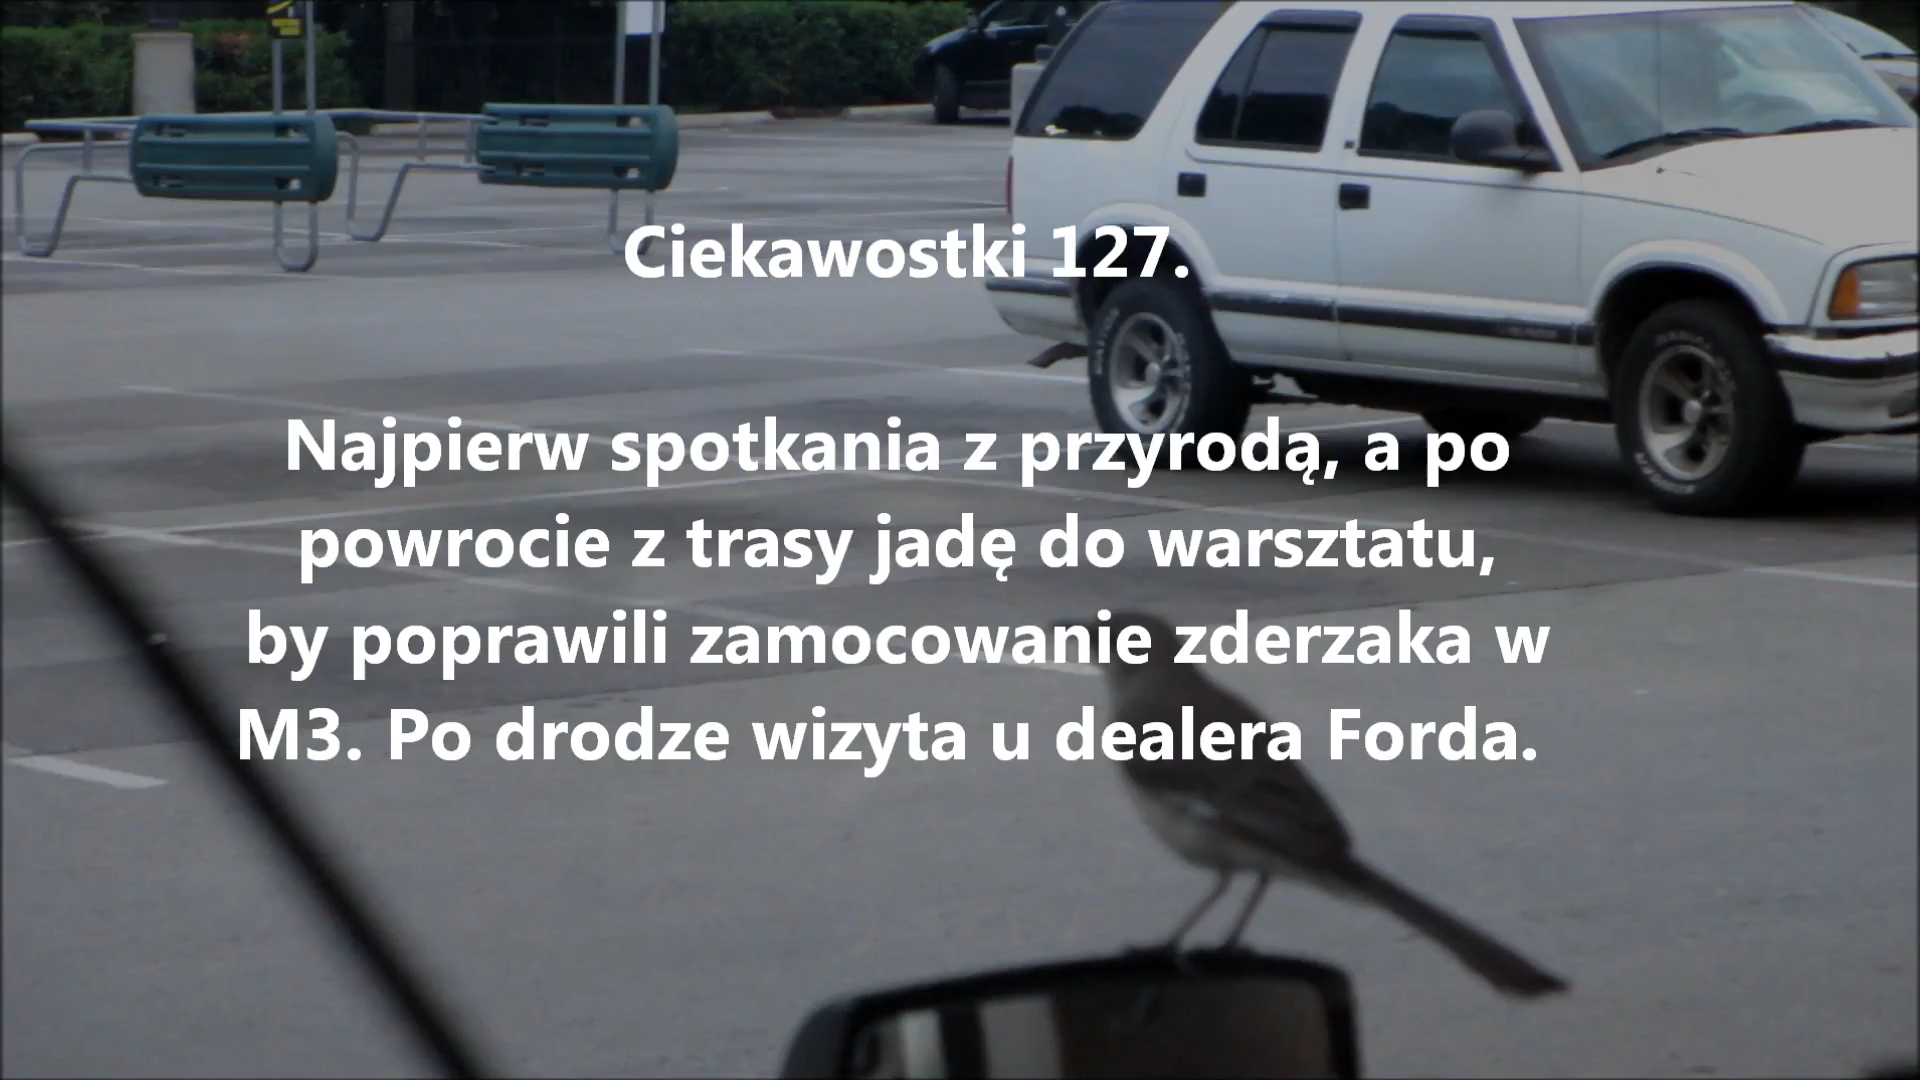 Ciekawostki 127.
Najpierw spotkania z przyrodą, a po
powrocie z trasy jadę do warsztatu,
by poprawili zamocowanie zderzaka w
M3. Po drodze wizyta u dealera Forda.